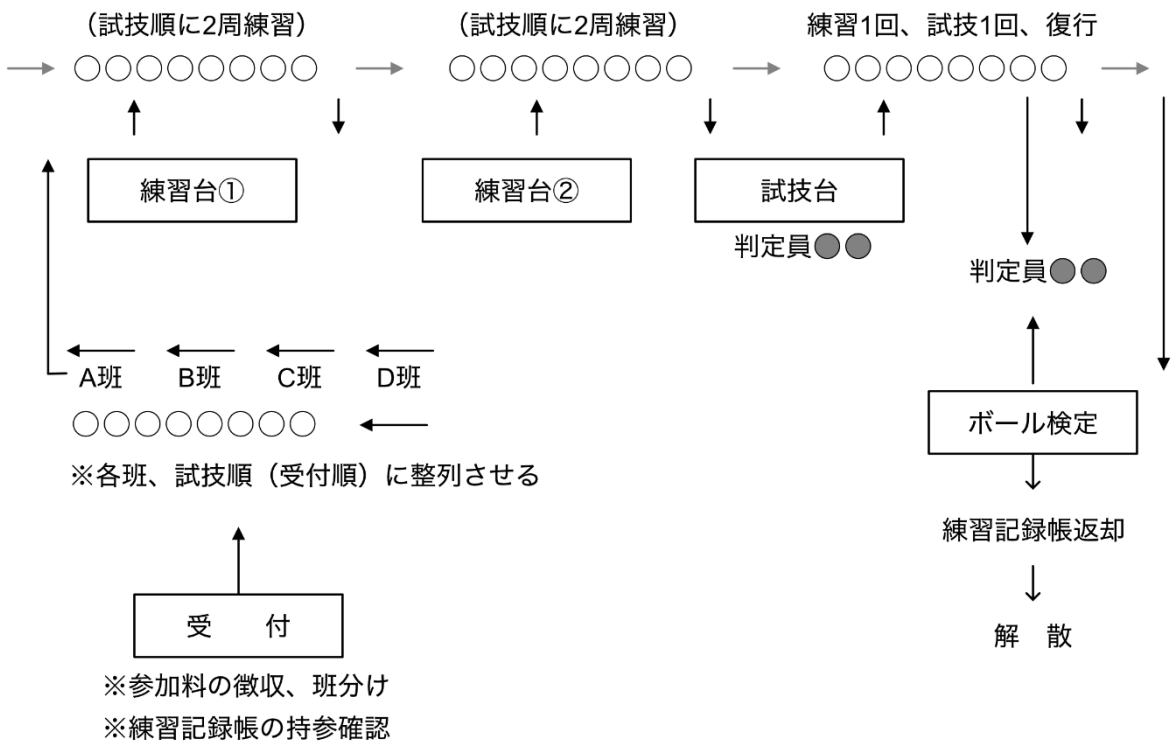 （試技順に2周練習）
（試技順に2周練習）
練習1回、試技1回、復行
練習台①
練習台②
試技台
判定員
判定員
A班
B班
C班
D班
ボール検定
※各班、試技順（受付順）に整列させる
練習記録帳返却
受　付
解　散
※参加料の徴収、班分け
※練習記録帳の持参確認